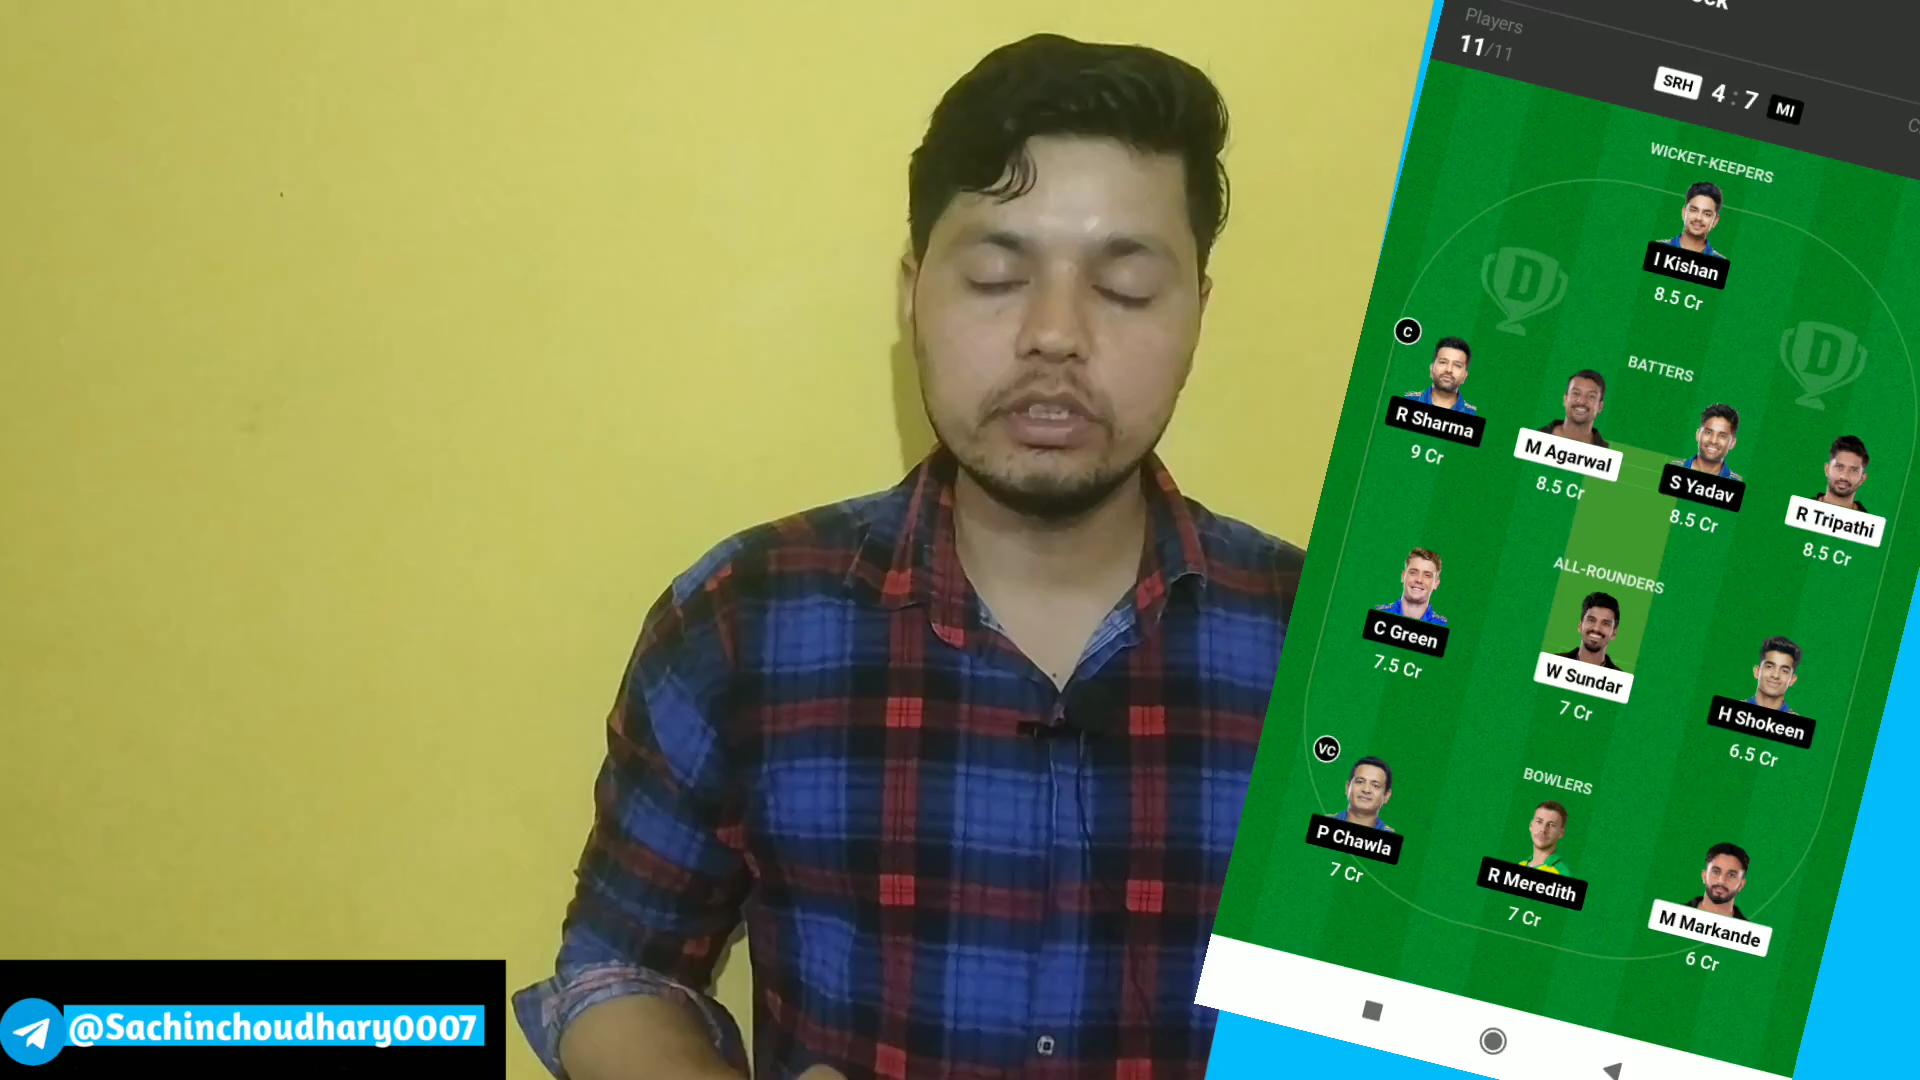 Players
11/11
SRH 4 : 7 MI
WICKET-KEEPERS
I Kishan
8.5 Cr
C
BATTERS
R Sharma
9 Cr
M Agarwal
8.5 Cr
S Yadav
8.5 Cr
R Tripathi
8.5 Cr
ALL-ROUNDERS
C Green
7.5 Cr
W Sundar
7 Cr
H Shokeen
6.5 Cr
VC
BOWLERS
P Chawla
7 Cr
R Meredith
7 Cr
M Markande
6 Cr
@Sachinchoudhary0007